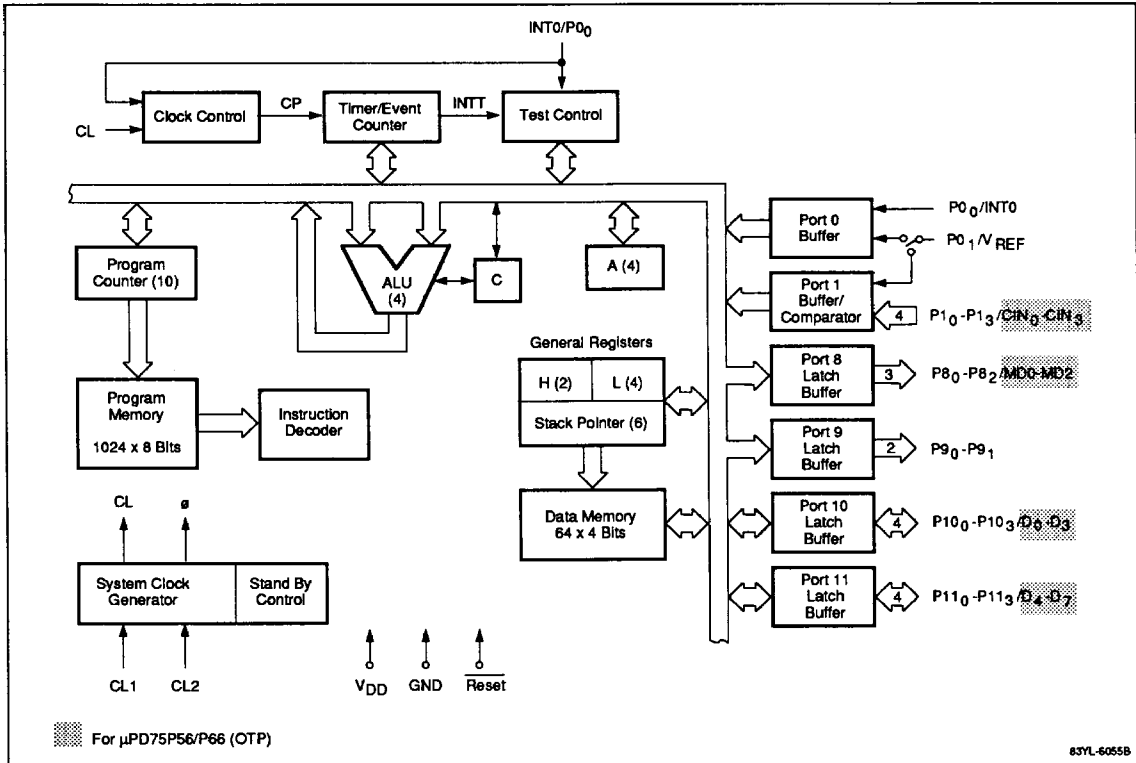 INT0/P0₀
CL
Clock Control
CP
Timer/Event
Counter
INTT
Test Control
Program
Counter (10)
ALU
(4)
C
A (4)
Port 0
Buffer
P0₀/INT0
P0₁/V REF
Port 1
Buffer/
Comparator
4
P1₀-P1₃/CIN₀-CIN₃
General Registers
H (2)
L (4)
Stack Pointer (6)
Port 8
Latch
Buffer
3
P8₀-P8₂/MD0-MD2
Program
Memory
1024 x 8 Bits
Instruction
Decoder
Port 9
Latch
Buffer
2
P9₀-P9₁
Data Memory
64 x 4 Bits
Port 10
Latch
Buffer
4
P10₀-P10₃/D₀-D₃
CL
ø
System Clock
Generator
Stand By
Control
Port 11
Latch
Buffer
4
P11₀-P11₃/D₄-D₇
CL1
CL2
VDD
GND
Reset
For µPD75P56/P66 (OTP)
83YL-6055B